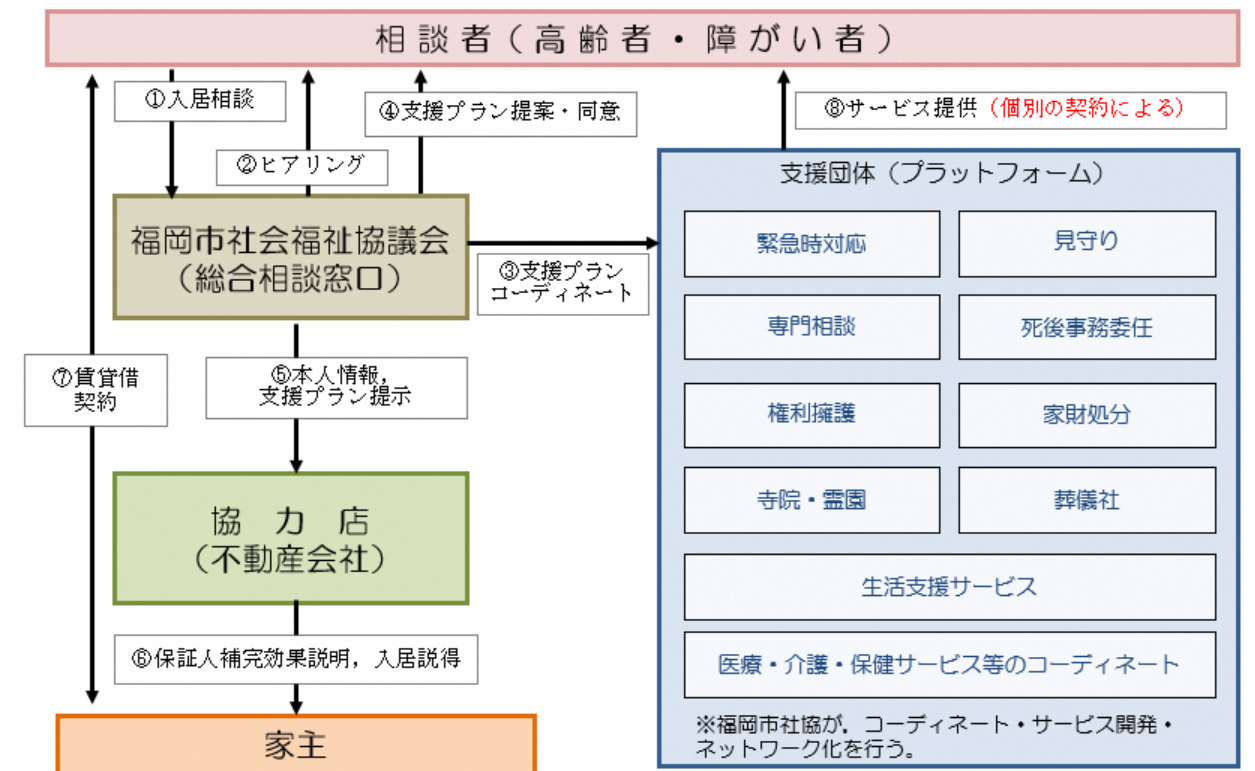 相談者(高齢者・障がい者)
①入居相談
④支援プラン提案・同意
⑧サービス提供(個別の契約による)
②ヒアリング
福岡市社会福祉協議会
(総合相談窓口)
③支援プラン
コーディネート
⑦賃貸借
契約
⑤本人情報,
支援プラン提示
協力店
(不動産会社)
⑥保証人補完効果説明,入居説得
家主
支援団体(プラットフォーム)
緊急時対応
見守り
専門相談
死後事務委任
権利擁護
家財処分
寺院・霊園
葬儀社
生活支援サービス
医療・介護・保健サービス等のコーディネート
※福岡市社協が,コーディネート・サービス開発・
ネットワーク化を行う。